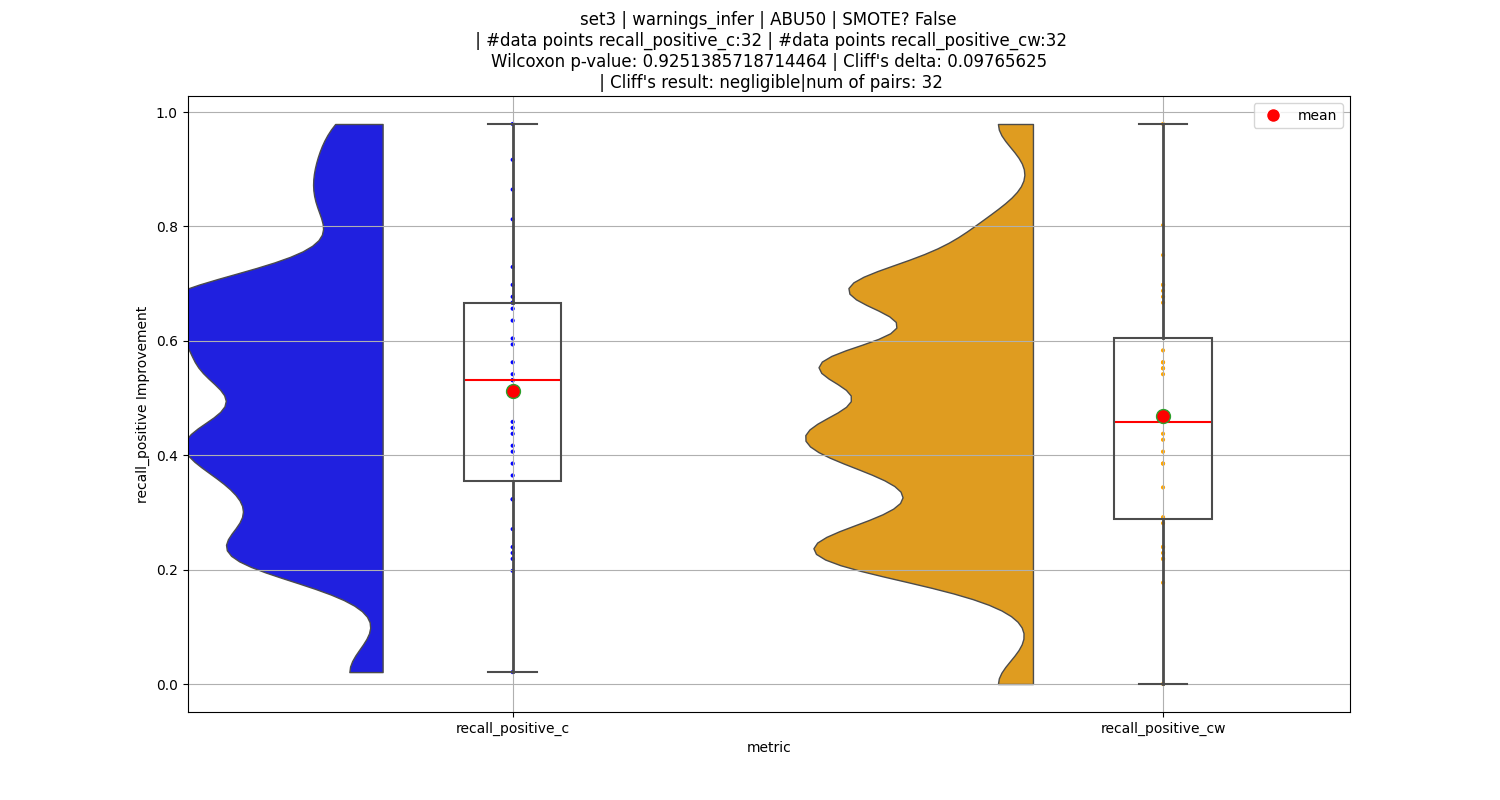 set3 | warnings_infer | ABU50 | SMOTE? False
| #data points recall_positive_c:32 | #data points recall_positive_cw:32
Wilcoxon p-value: 0.9251385718714464 | Cliff's delta: 0.09765625
| Cliff's result: negligible|num of pairs: 32
mean
1.0
0.8
0.6
0.4
0.2
0.0
recall_positive Improvement
recall_positive_c
recall_positive_cw
metric